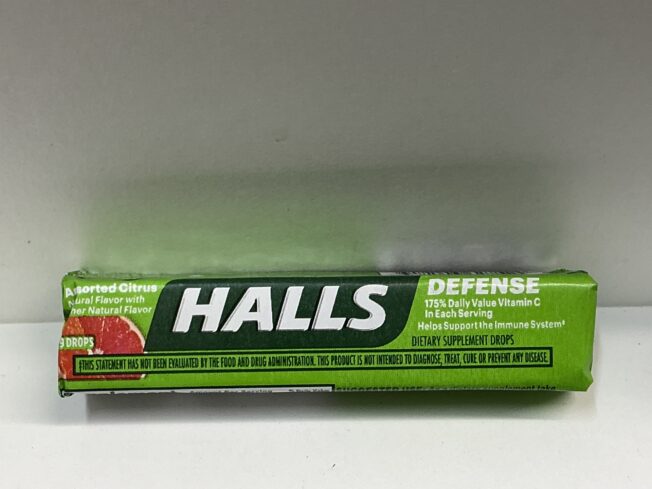 Assorted Citrus
Natural Flavor with
Other Natural Flavor
9 DROPS
HALLS
DEFENSE
175% Daily Value Vitamin C
In Each Serving
Helps Support the Immune System‡
DIETARY SUPPLEMENT DROPS
‡THIS STATEMENT HAS NOT BEEN EVALUATED BY THE FOOD AND DRUG ADMINISTRATION. THIS PRODUCT IS NOT INTENDED TO DIAGNOSE, TREAT, CURE OR PREVENT ANY DISEASE.